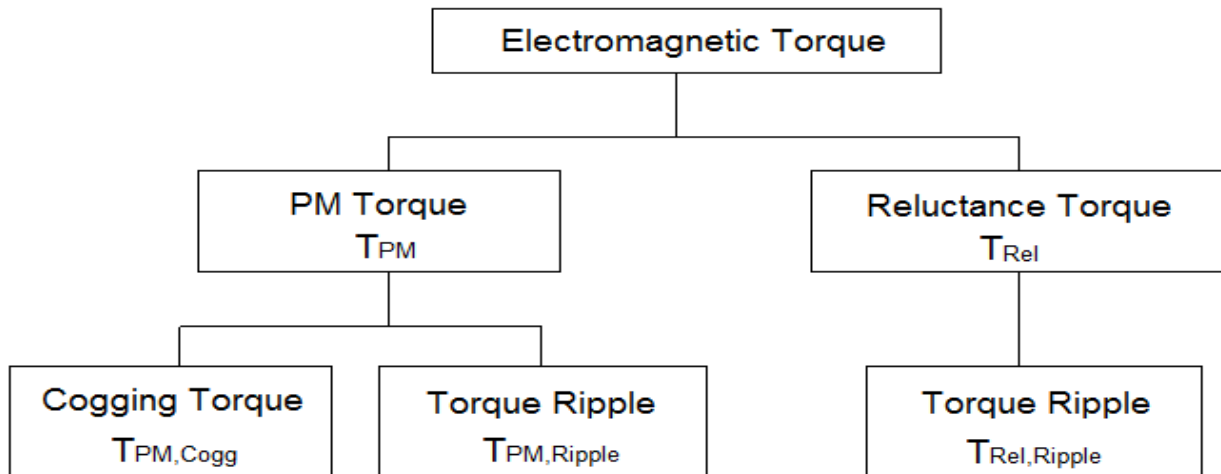 Electromagnetic Torque
PM Torque
TPM
Reluctance Torque
TRel
Cogging Torque
TPM,Cogg
Torque Ripple
TPM,Ripple
Torque Ripple
TRel,Ripple